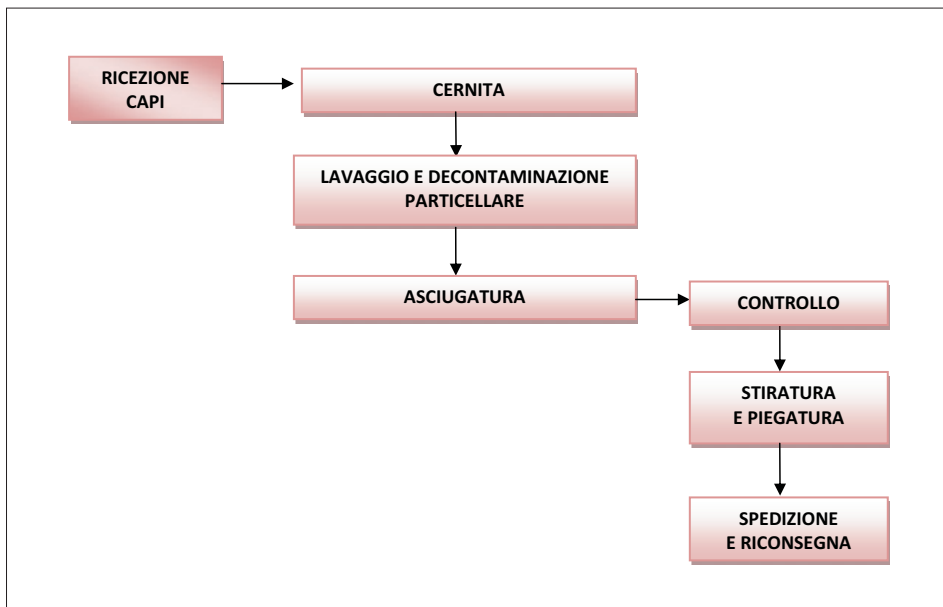 RICEZIONE
CAPI
CERNITA
LAVAGGIO E DECONTAMINAZIONE
PARTICELLARE
ASCIUGATURA
CONTROLLO
STIRATURA
E PIEGATURA
SPEDIZIONE
E RICONSEGNA